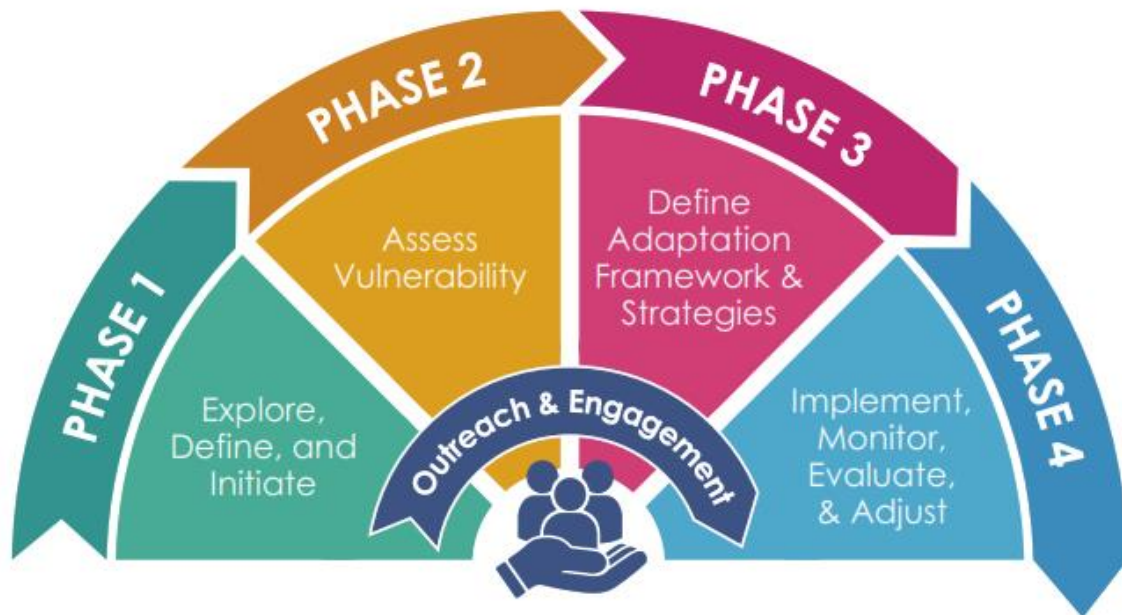 PHASE 1
Explore,
Define, and
Initiate
PHASE 2
Assess
Vulnerability
PHASE 3
Define
Adaptation
Framework &
Strategies
PHASE 4
Implement,
Monitor,
Evaluate,
& Adjust
Outreach & Engagement